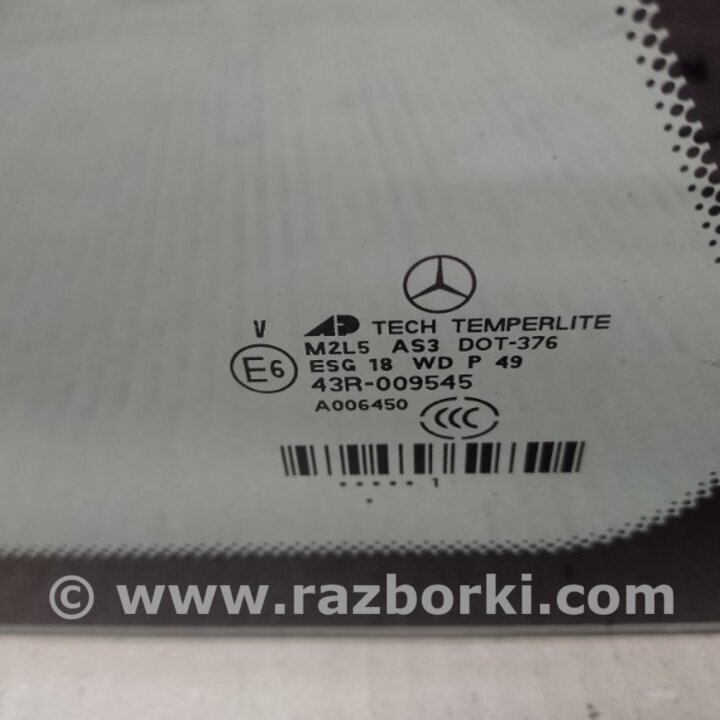 V AP TECH TEMPERLITE
M2L5 AS3 DOT-376
E6 ESG 18 WD P 49
43R-009545
A006450 CCC
1
© www.razborki.com